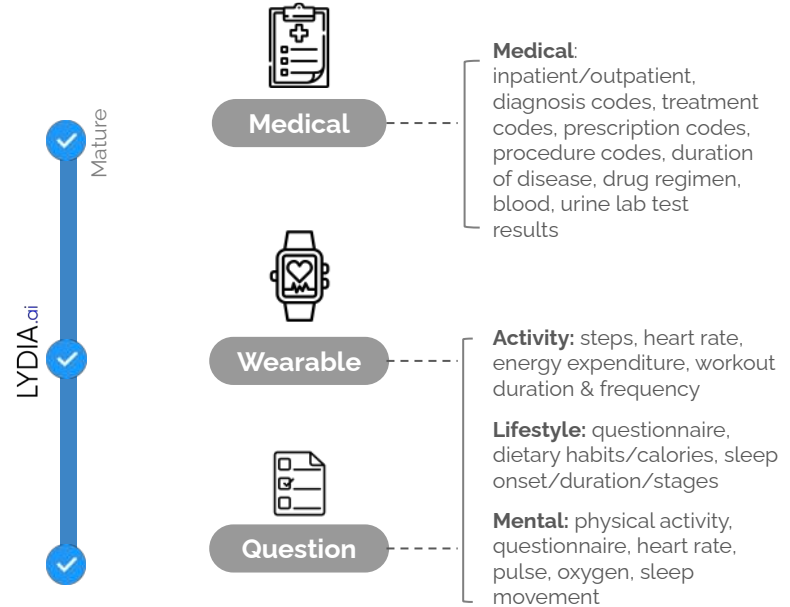 Medical:
inpatient/outpatient,
diagnosis codes, treatment
codes, prescription codes,
procedure codes, duration
of disease, drug regimen,
blood, urine lab test
results
Medical
Mature
LYDIA.ai
Wearable
Activity: steps, heart rate,
energy expenditure, workout
duration & frequency
Lifestyle: questionnaire,
dietary habits/calories, sleep
onset/duration/stages
Question
Mental: physical activity,
questionnaire, heart rate,
pulse, oxygen, sleep
movement